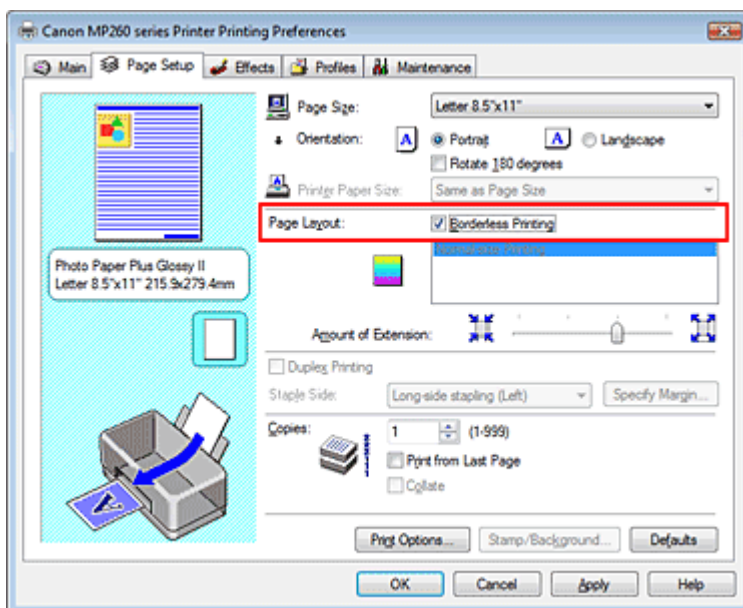 Canon MP260 series Printer Printing Preferences
Main Page Setup Effects Profiles Maintenance
Page Size: Letter 8.5"x11"
Orientation: A Portrait A Landscape
Rotate 180 degrees
Printer Paper Size: Same as Page Size
Page Layout: Borderless Printing
Photo Paper Plus Glossy II
Letter 8.5"x11" 215.9x279.4mm
Amount of Extension:
Duplex Printing
Staple Side: Long-side stapling (Left) Specify Margin...
Copies: 1 (1-999)
Print from Last Page
Collate
Print Options... Stamp/Background... Defaults
OK Cancel Apply Help